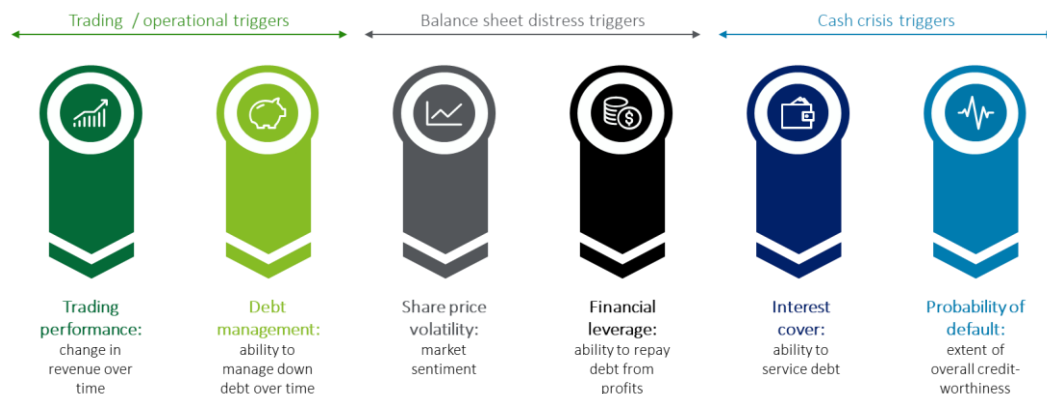 Trading / operational triggers
Balance sheet distress triggers
Cash crisis triggers
$
Trading
performance:
change in
revenue over
time
Debt
management:
ability to
manage down
debt over time
Share price
volatility:
market
sentiment
Financial
leverage:
ability to repay
debt from
profits
Interest
cover:
ability to
service debt
Probability of
default:
extent of
overall credit-
worthiness